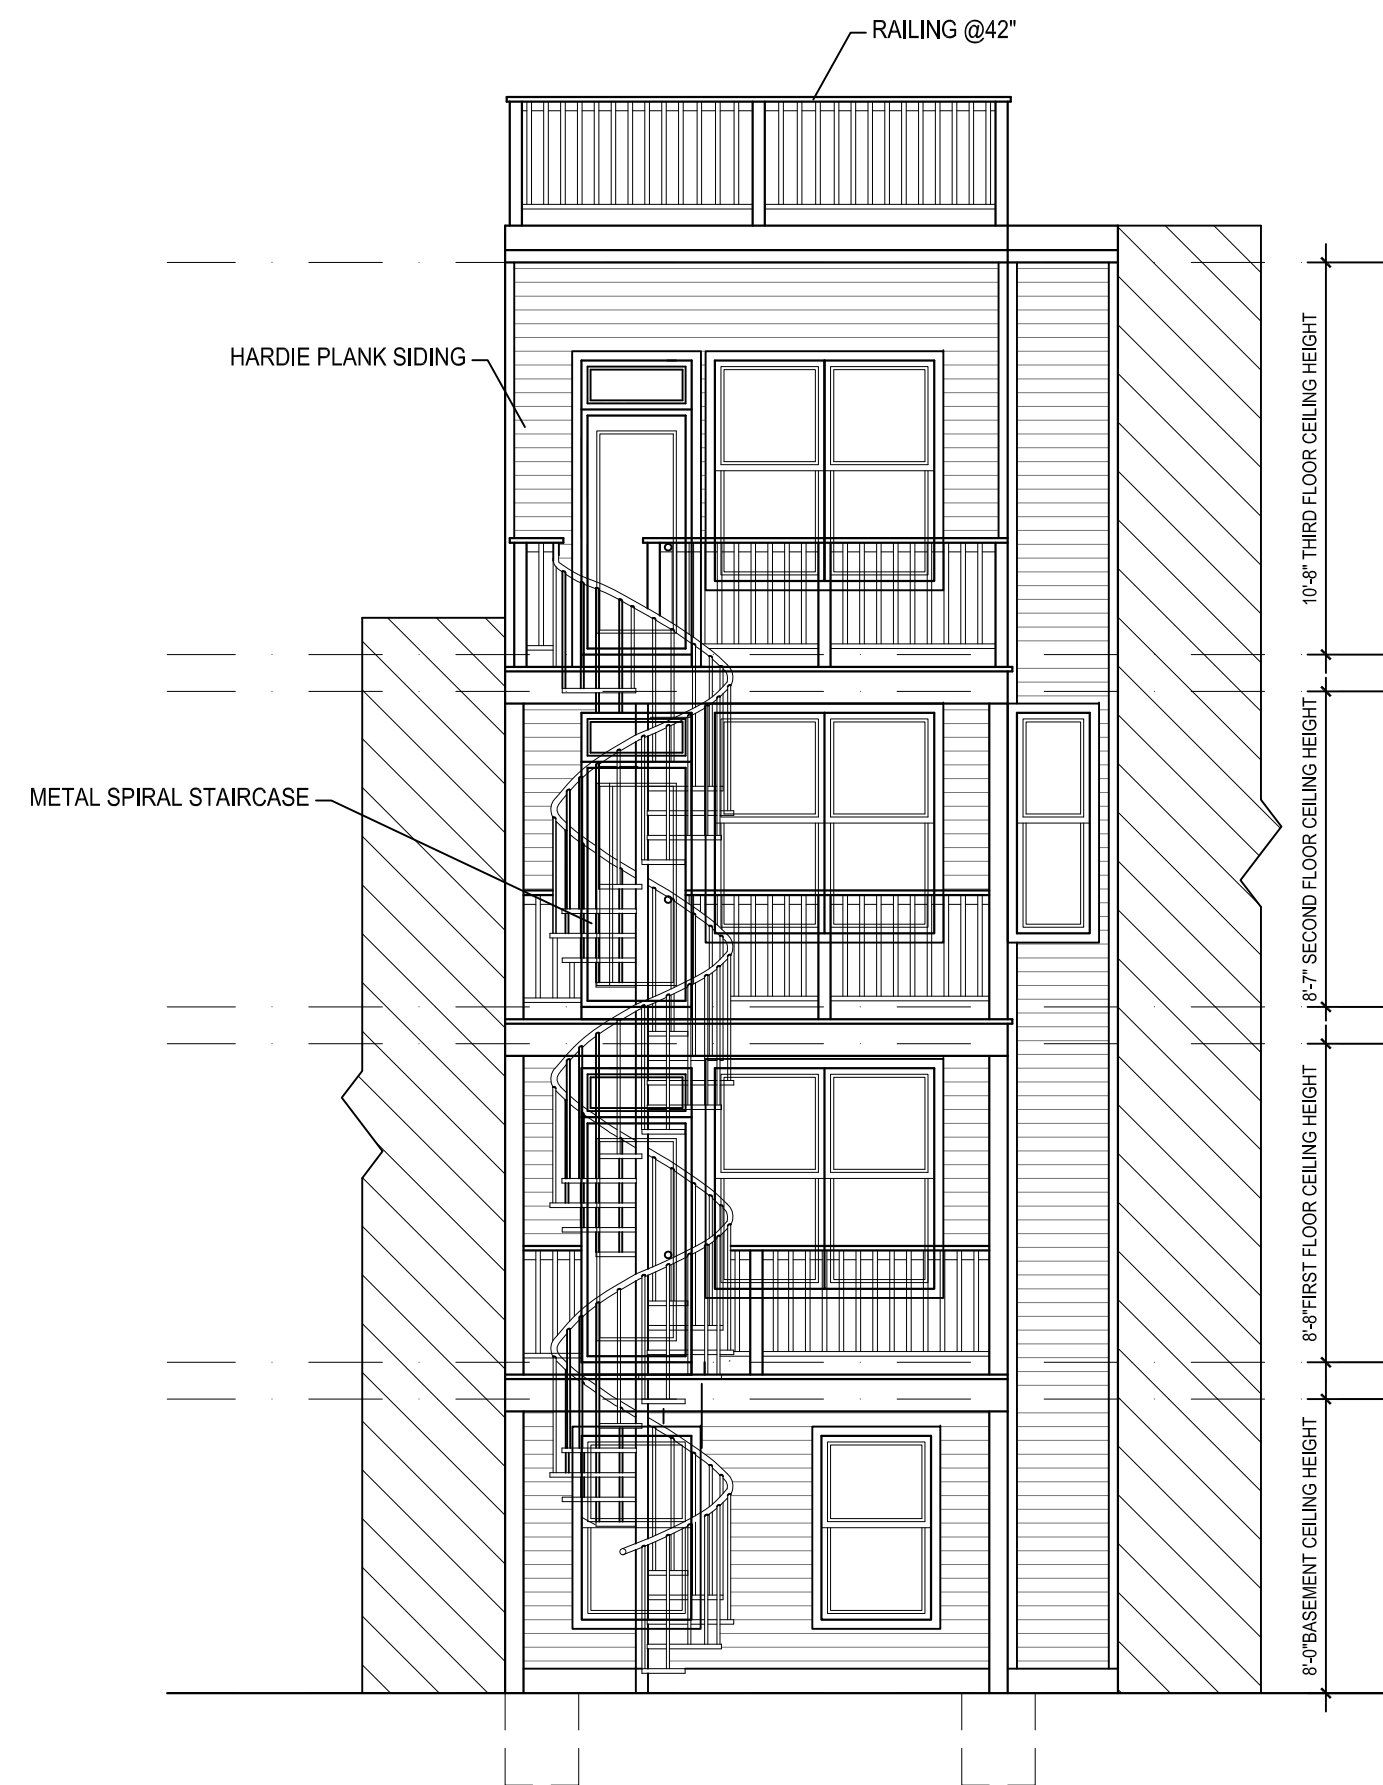 RAILING @42"
HARDIE PLANK SIDING
10'-8" THIRD FLOOR CEILING HEIGHT
METAL SPIRAL STAIRCASE
8'-7" SECOND FLOOR CEILING HEIGHT
8'-8"FIRST FLOOR CEILING HEIGHT
8'-0"BASEMENT CEILING HEIGHT